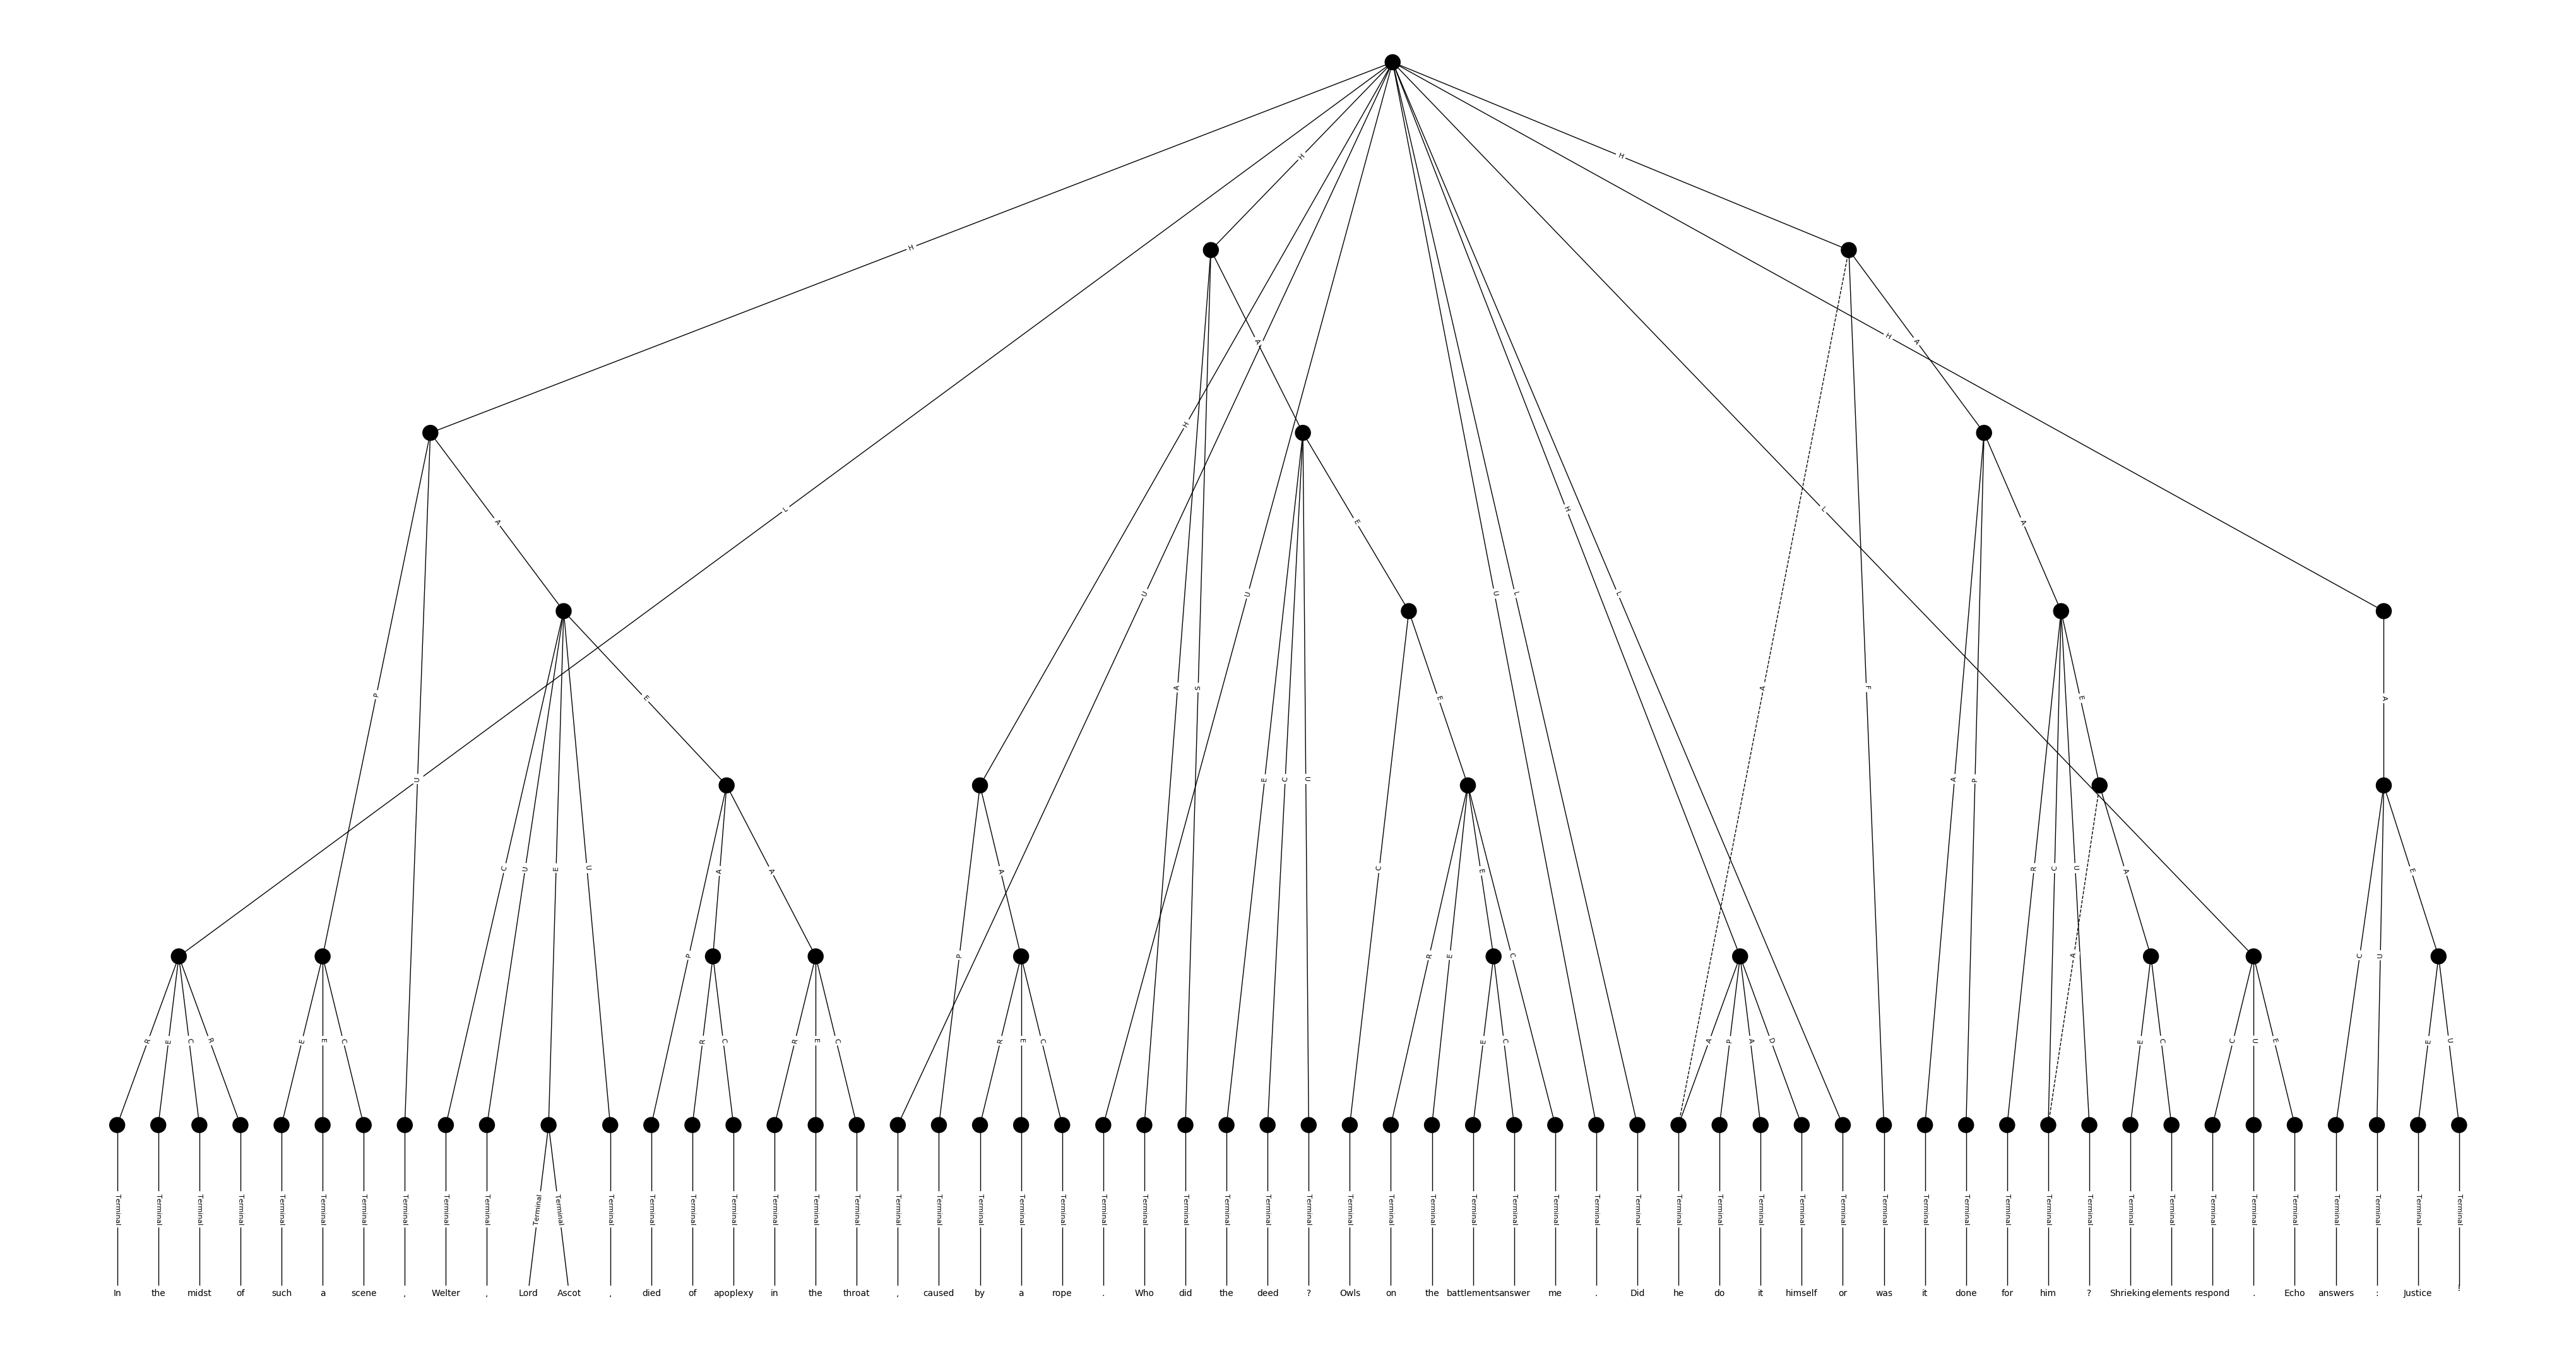 H H
H
A H A
H
L H L
A E A
U U U L L
P E A S E A F E A
U E C U A P
C U E U A A A C E R C U A E
P P R E C A C U
R E C R E E C R C R E C R E C E C A P A D E C C U E E U
Terminal Terminal Terminal Terminal Terminal Terminal Terminal Terminal Terminal Terminal Terminal Terminal Terminal Terminal Terminal Terminal Terminal Terminal Terminal Terminal Terminal Terminal Terminal Terminal Terminal Terminal Terminal Terminal Terminal Terminal Terminal Terminal Terminal Terminal Terminal Terminal Terminal Terminal Terminal Terminal Terminal Terminal Terminal Terminal Terminal Terminal Terminal Terminal Terminal Terminal Terminal Terminal Terminal Terminal Terminal Terminal Terminal Terminal
In the midst of such a scene , Welter , Lord Ascot , died of apoplexy in the throat , caused by a rope . Who did the deed ? Owls on the battlements answer me . Did he do it himself or was it done for him ? Shrieking elements respond . Echo answers : Justice !